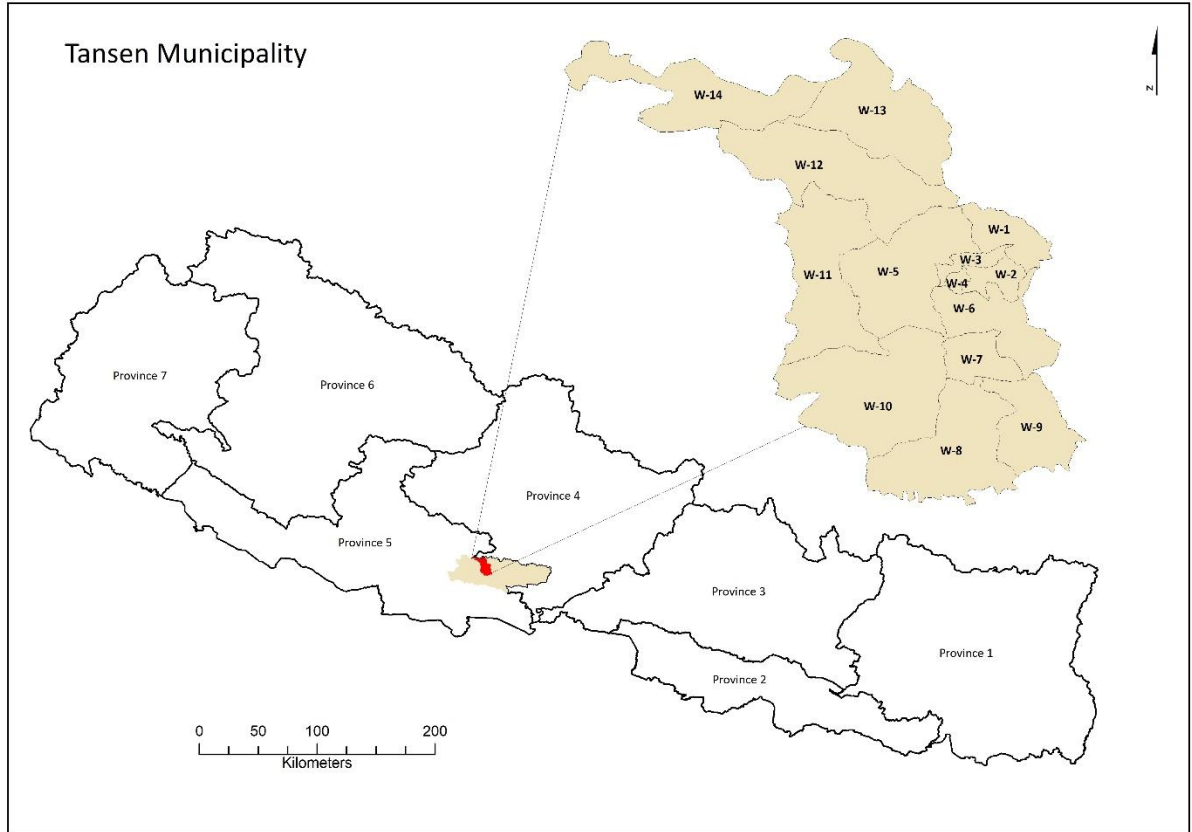 Tansen Municipality
N
W-14
W-13
W-12
W-1
W-3
W-11
W-5
W-2
W-4
W-6
W-7
W-10
W-9
W-8
Province 7
Province 6
Province 4
Province 5
Province 3
Province 1
Province 2
0 50 100 200
Kilometers